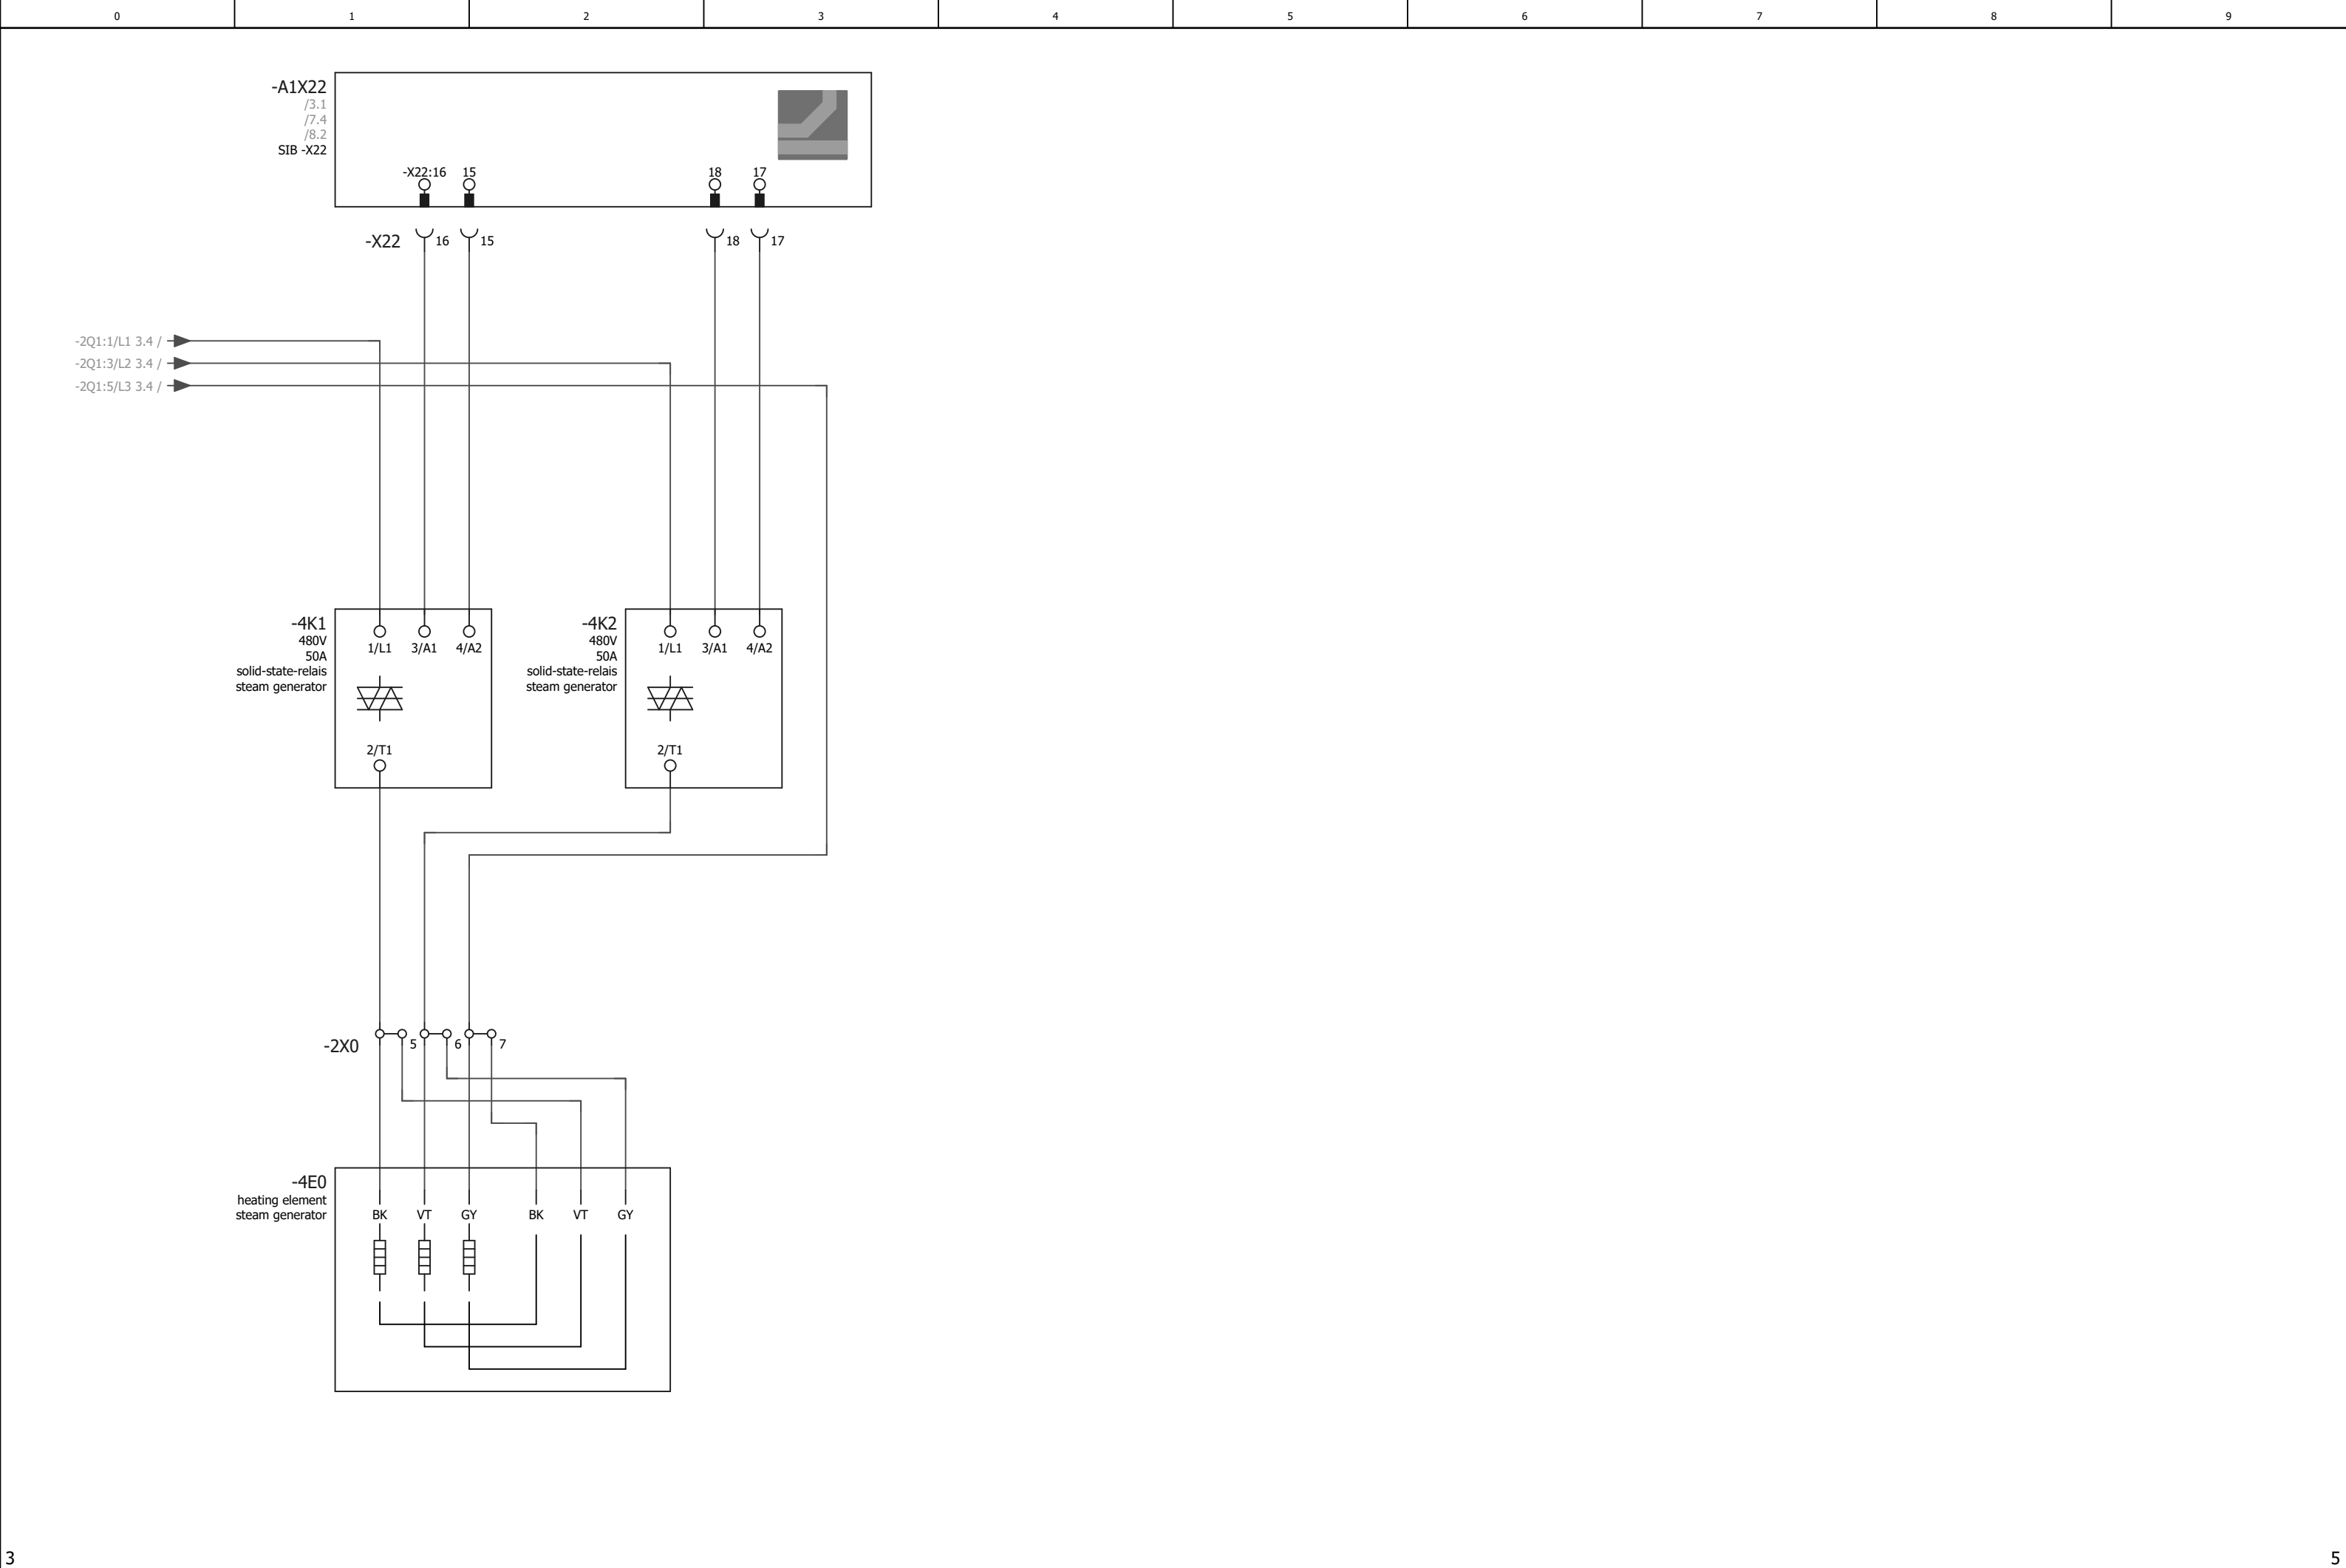 0 1 2 3 4 5 6 7 8 9
-A1X22
/3.1
/7.4
/8.2
SIB -X22
-X22:16 15 18 17
-X22 16 15 18 17
-2Q1:1/L1 3.4 /
-2Q1:3/L2 3.4 /
-2Q1:5/L3 3.4 /
-4K1
480V
50A
solid-state-relais
steam generator
1/L1 3/A1 4/A2
2/T1
-4K2
480V
50A
solid-state-relais
steam generator
1/L1 3/A1 4/A2
2/T1
-2X0 5 6 7
-4E0
heating element
steam generator
BK VT GY BK VT GY
3 5